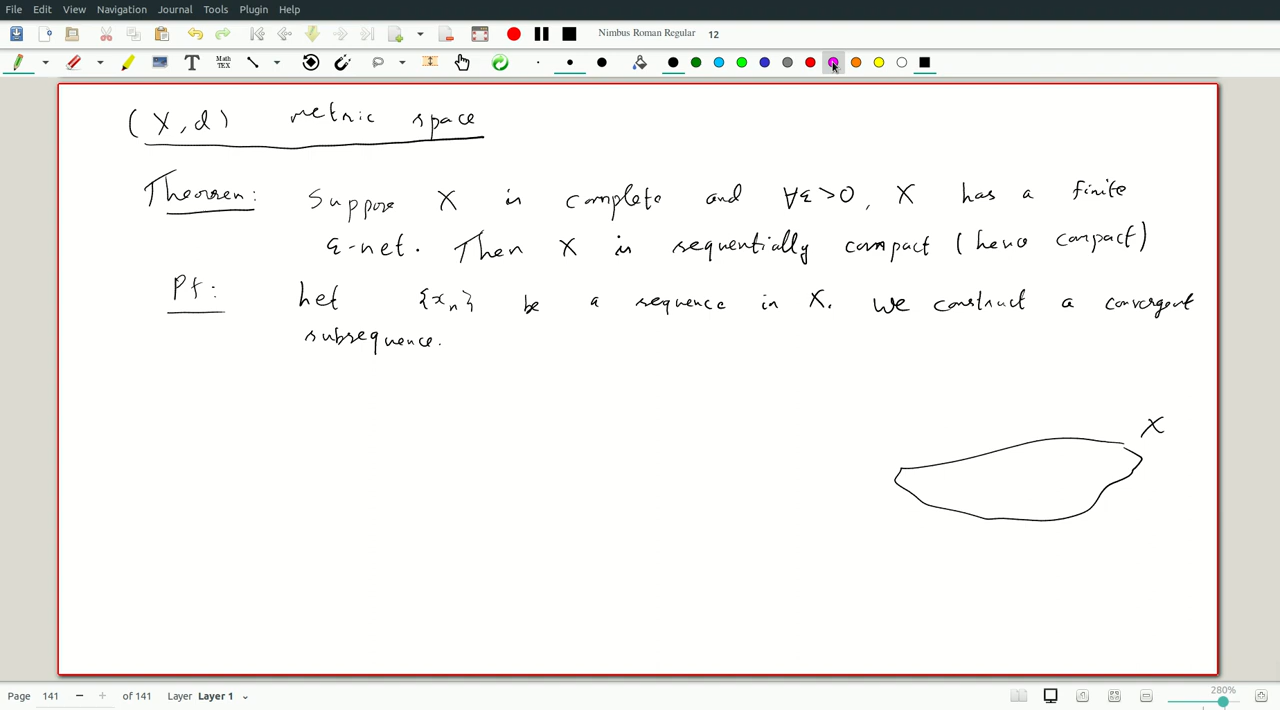 File Edit View Navigation Journal Tools Plugin Help
Nimbus Roman Regular 12
T Math TEX
(X,d) metric space
Theorem: Suppose X is complete and ∀ε>0, X has a finite
ε-net. Then X is sequentially compact (hence compact)
Pf: Let {xₙ} be a sequence in X. We construct a convergent
subsequence.
X
Page 141 − + of 141 Layer Layer 1 280%